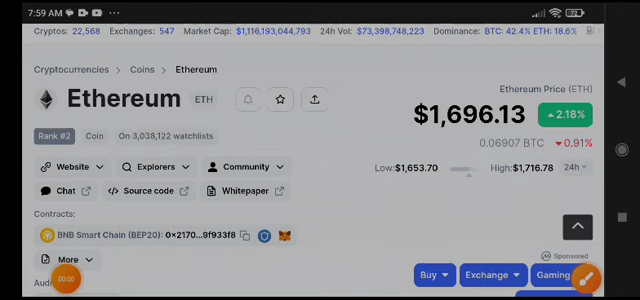 7:59 AM ... 72
Cryptos: 22,568 Exchanges: 547 Market Cap: $1,116,193,044,793 24h Vol: $73,398,748,223 Dominance: BTC: 42.4% ETH: 18.6%
Cryptocurrencies > Coins > Ethereum
Ethereum ETH
Ethereum Price (ETH)
$1,696.13 2.18%
Rank #2 Coin On 3,038,122 watchlists
0.06907 BTC 0.91%
Website Explorers Community
Low:$1,653.70 High:$1,716.78 24h
Chat Source code Whitepaper
Contracts:
BNB Smart Chain (BEP20): 0x2170...9f933f8
Sponsored
More
Buy Exchange Gaming
Audi
00:00